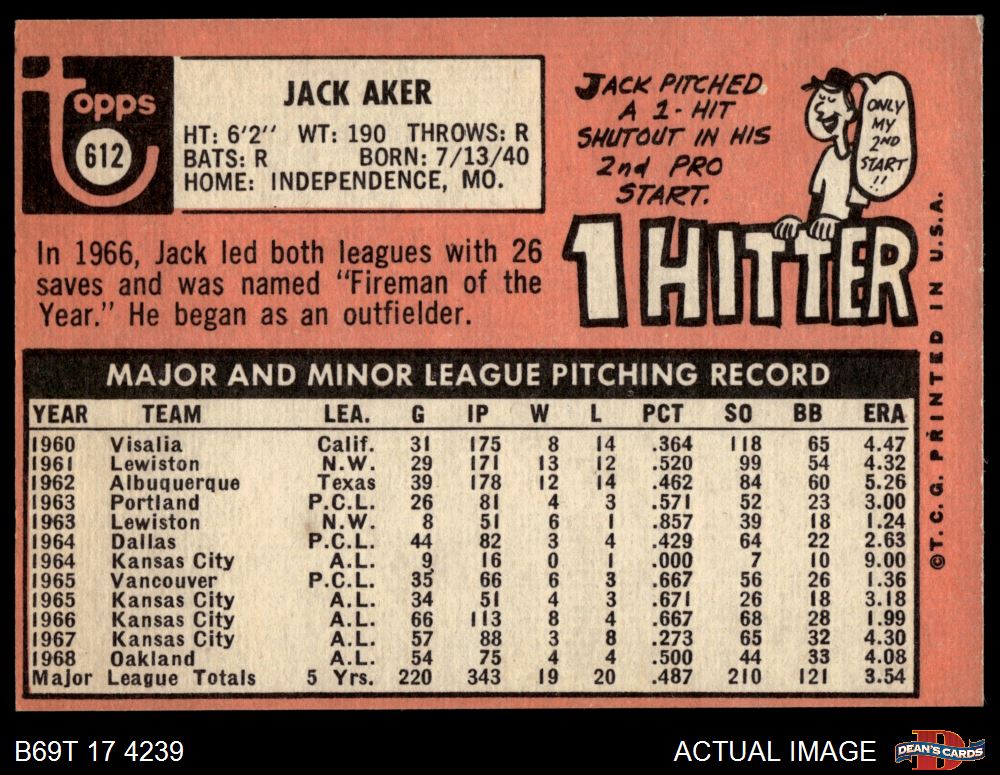 Topps
612
JACK AKER
HT: 6'2" WT: 190 THROWS: R
BATS: R BORN: 7/13/40
HOME: INDEPENDENCE, MO.
In 1966, Jack led both leagues with 26
saves and was named "Fireman of the
Year." He began as an outfielder.
JACK PITCHED
A 1-HIT
SHUTOUT IN HIS
2nd PRO
START.
ONLY
MY
2ND
START
!!
1 HITTER
MAJOR AND MINOR LEAGUE PITCHING RECORD
YEAR TEAM LEA. G IP W L PCT SO BB ERA
1960 Visalia Calif. 31 175 8 14 .364 118 65 4.47
1961 Lewiston N.W. 29 171 13 12 .520 99 54 4.32
1962 Albuquerque Texas 39 178 12 14 .462 84 60 5.26
1963 Portland P.C.L. 26 81 4 3 .571 52 23 3.00
1963 Lewiston N.W. 8 51 6 1 .857 39 18 1.24
1964 Dallas P.C.L. 44 82 3 4 .429 64 22 2.63
1964 Kansas City A.L. 9 16 0 1 .000 7 10 9.00
1965 Vancouver P.C.L. 35 66 6 3 .667 56 26 1.36
1965 Kansas City A.L. 34 51 4 3 .671 26 18 3.18
1966 Kansas City A.L. 66 113 8 4 .667 68 28 1.99
1967 Kansas City A.L. 57 88 3 8 .273 65 32 4.30
1968 Oakland A.L. 54 75 4 4 .500 44 33 4.08
Major League Totals 5 Yrs. 220 343 19 20 .487 210 121 3.54
©T.C.G. PRINTED IN U.S.A.
B69T 17 4239
ACTUAL IMAGE
DEAN'S CARDS